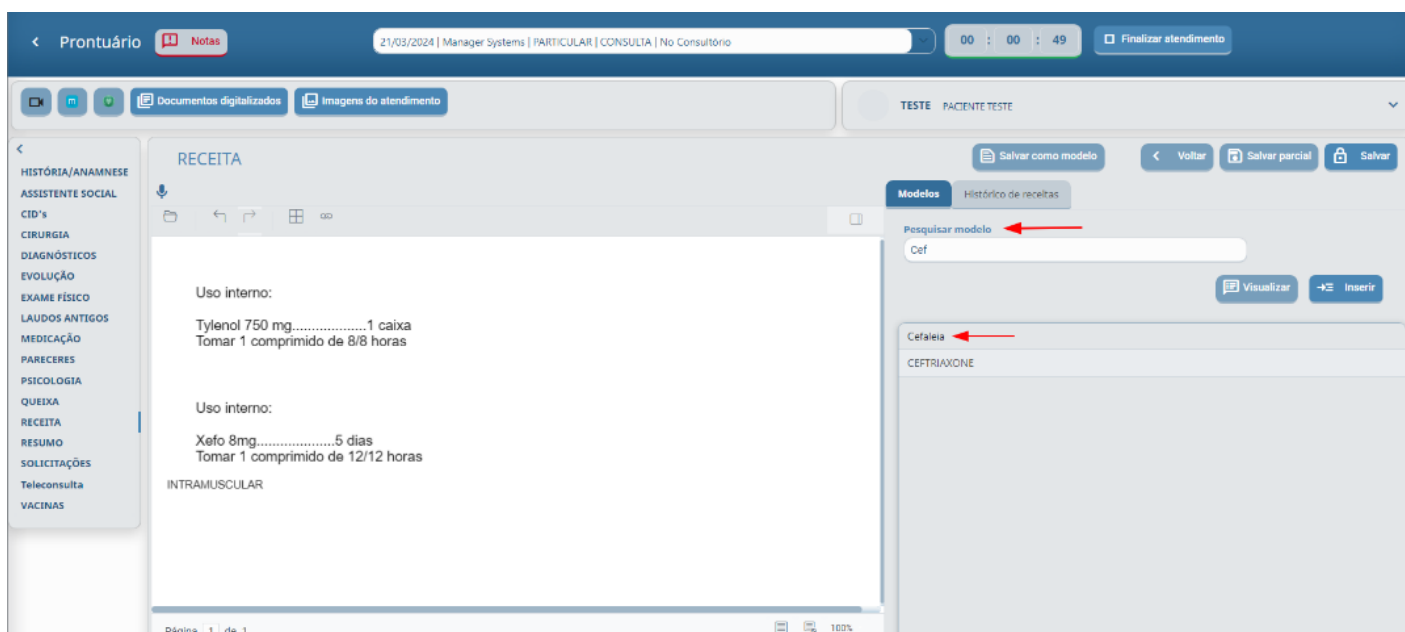 Prontuário
Notas
21/03/2024 | Manager Systems | PARTICULAR | CONSULTA | No Consultório
00 : 00 : 49
Finalizar atendimento
Documentos digitalizados
Imagens do atendimento
TESTE PACIENTE TESTE
HISTÓRIA/ANAMNESE
ASSISTENTE SOCIAL
CID's
CIRURGIA
DIAGNÓSTICOS
EVOLUÇÃO
EXAME FÍSICO
LAUDOS ANTIGOS
MEDICAÇÃO
PARECERES
PSICOLOGIA
QUEIXA
RECEITA
RESUMO
SOLICITAÇÕES
Teleconsulta
VACINAS
RECEITA
Salvar como modelo
Voltar
Salvar parcial
Salvar
Uso interno:
Tylenol 750 mg...................1 caixa
Tomar 1 comprimido de 8/8 horas
Uso interno:
Xefo 8mg....................5 dias
Tomar 1 comprimido de 12/12 horas
INTRAMUSCULAR
Página 1 de 1
100%
Modelos
Histórico de receitas
Pesquisar modelo
Cef
Visualizar
Inserir
Cefaleia
CEFTRIAXONE